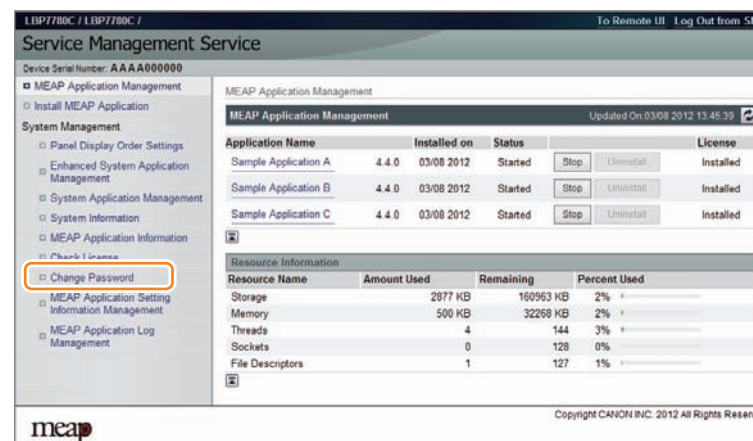 LBP7780C / LBP7780C /
To Remote UI Log Out from
Service Management Service
Device Serial Number: AAAA000000
MEAP Application Management
Install MEAP Application
System Management
Panel Display Order Settings
Enhanced System Application
Management
System Application Management
System Information
MEAP Application Information
Check License
Change Password
MEAP Application Setting
Information Management
MEAP Application Log
Management
MEAP Application Management
MEAP Application Management Updated On:03/08 2012 13:45:39
Application Name Installed on Status License
Sample Application A 4.4.0 03/08 2012 Started Stop Uninstall Installed
Sample Application B 4.4.0 03/08 2012 Started Stop Uninstall Installed
Sample Application C 4.4.0 03/08 2012 Started Stop Uninstall Installed
Resource Information
Resource Name Amount Used Remaining Percent Used
Storage 2877 KB 160963 KB 2%
Memory 500 KB 32268 KB 2%
Threads 4 144 3%
Sockets 0 128 0%
File Descriptors 1 127 1%
Copyright CANON INC. 2012 All Rights Reser
meap